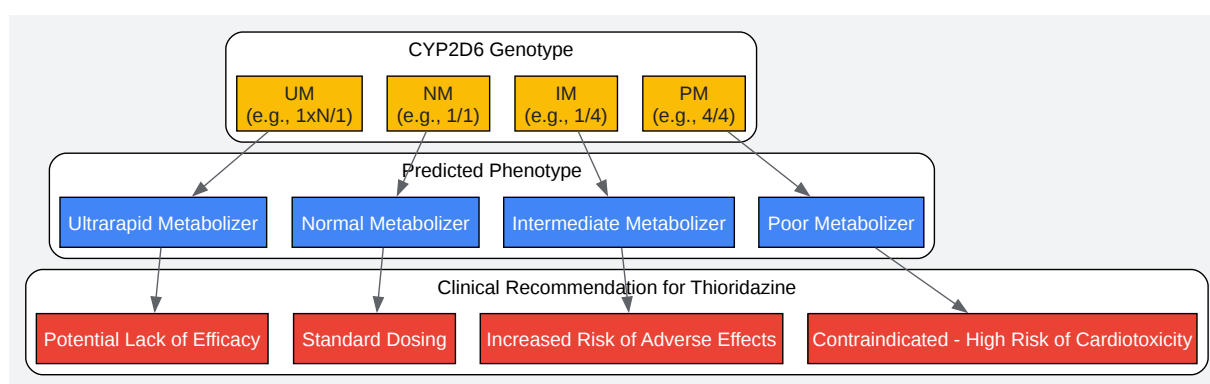 CYP2D6 Genotype
UM
(e.g., 1xN/1)
NM
(e.g., 1/1)
IM
(e.g., 1/4)
PM
(e.g., 4/4)
Predicted Phenotype
Ultrarapid Metabolizer
Normal Metabolizer
Intermediate Metabolizer
Poor Metabolizer
Clinical Recommendation for Thioridazine
Potential Lack of Efficacy
Standard Dosing
Increased Risk of Adverse Effects
Contraindicated - High Risk of Cardiotoxicity